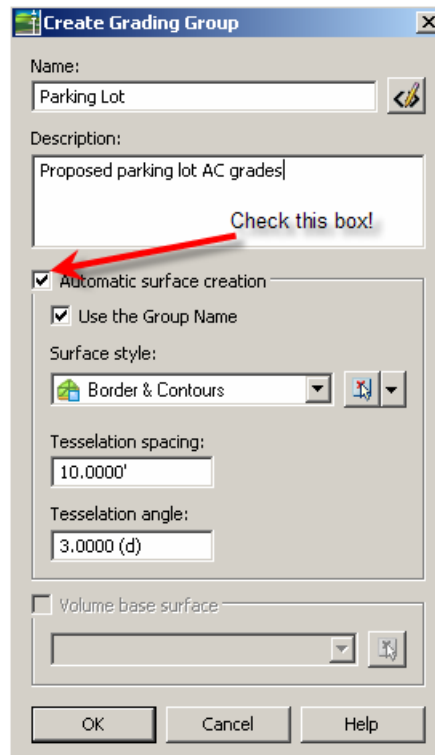 Create Grading Group
Name:
Parking Lot
Description:
Proposed parking lot AC grades
Check this box!
Automatic surface creation
Use the Group Name
Surface style:
Border & Contours
Tesselation spacing:
10.0000'
Tesselation angle:
3.0000 (d)
Volume base surface
OK Cancel Help